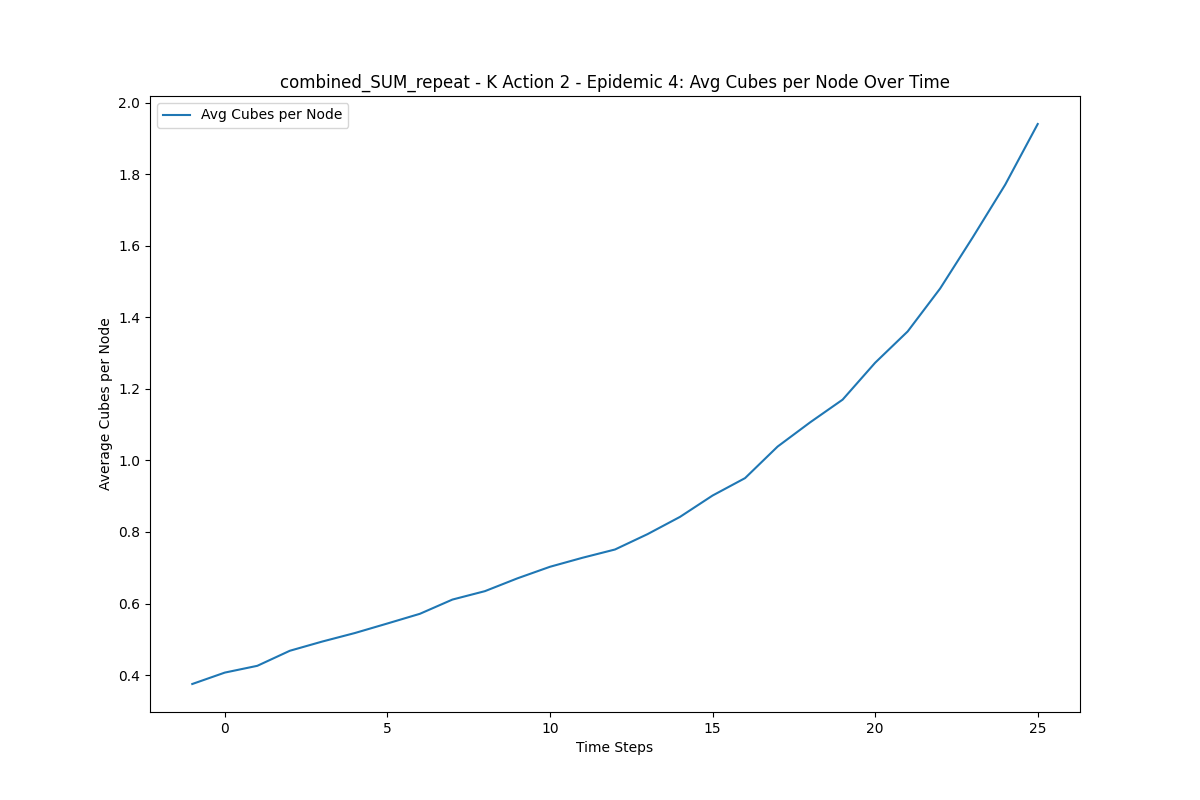 combined_SUM_repeat - K Action 2 - Epidemic 4: Avg Cubes per Node Over Time
Avg Cubes per Node
Average Cubes per Node
2.0
1.8
1.6
1.4
1.2
1.0
0.8
0.6
0.4
0 5 10 15 20 25
Time Steps